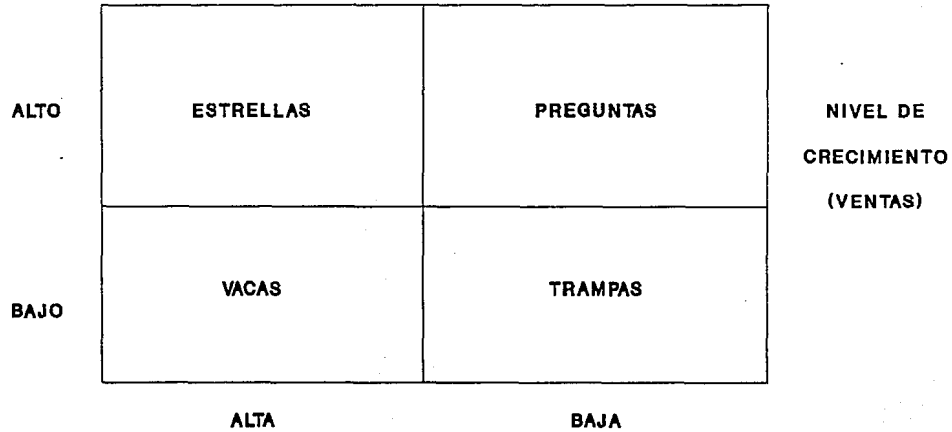 ALTO ESTRELLAS PREGUNTAS NIVEL DE
CRECIMIENTO
(VENTAS)
BAJO VACAS TRAMPAS
ALTA BAJA